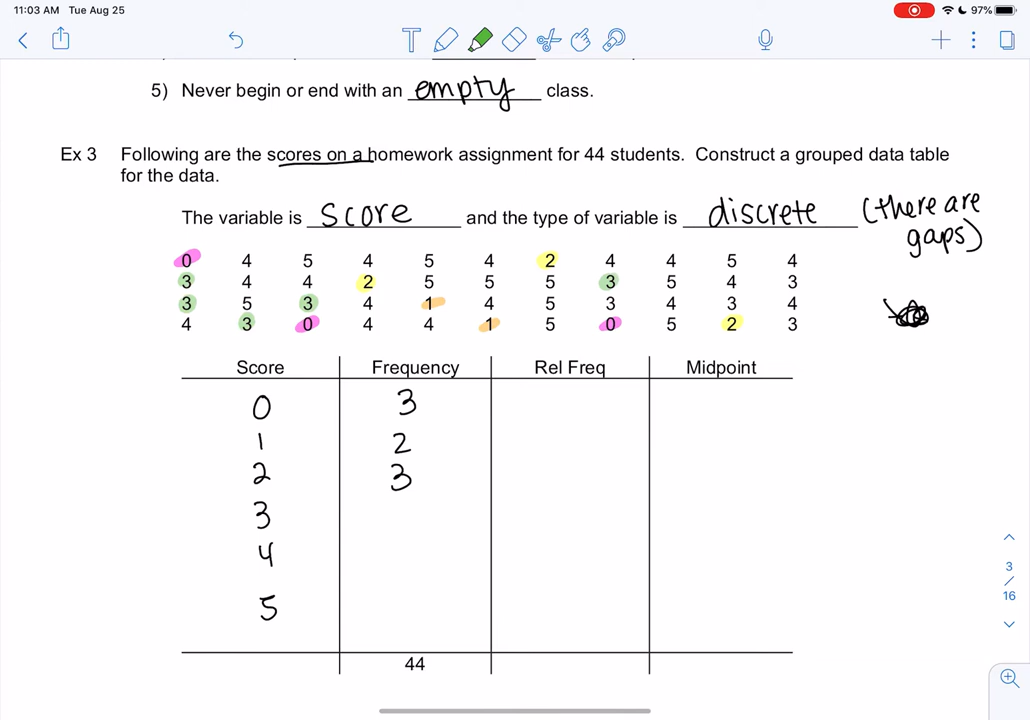 11:03 AM Tue Aug 25 97%
5) Never begin or end with an empty class.
Ex 3 Following are the scores on a homework assignment for 44 students. Construct a grouped data table
for the data.
The variable is score and the type of variable is discrete (there are
gaps)
0 4 5 4 5 4 2 4 4 5 4
3 4 4 2 5 5 5 3 5 4 3
3 5 3 4 1 4 5 3 4 3 4
4 3 0 4 4 1 5 0 5 2 3
Score Frequency Rel Freq Midpoint
0 3
1 2
2 3
3
4
5
44
3
/
16